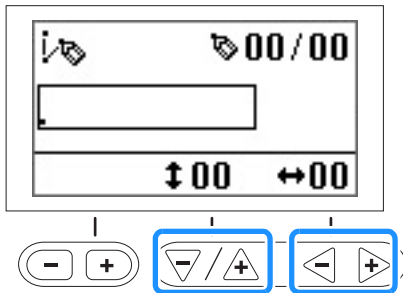 00/00
↕00 ↔00
- + -/+ - +